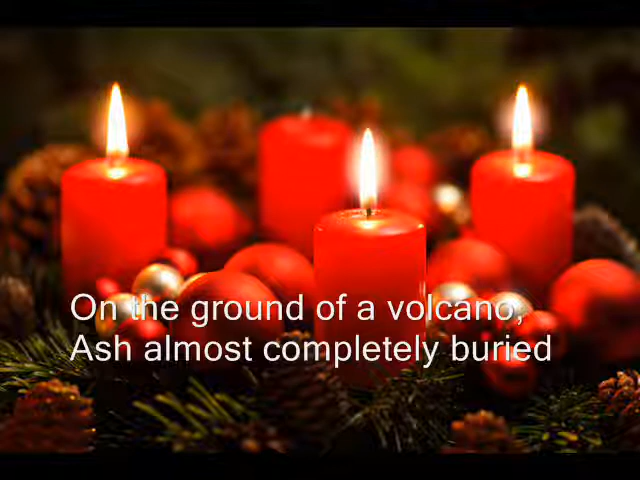 On the ground of a volcano,
Ash almost completely buried